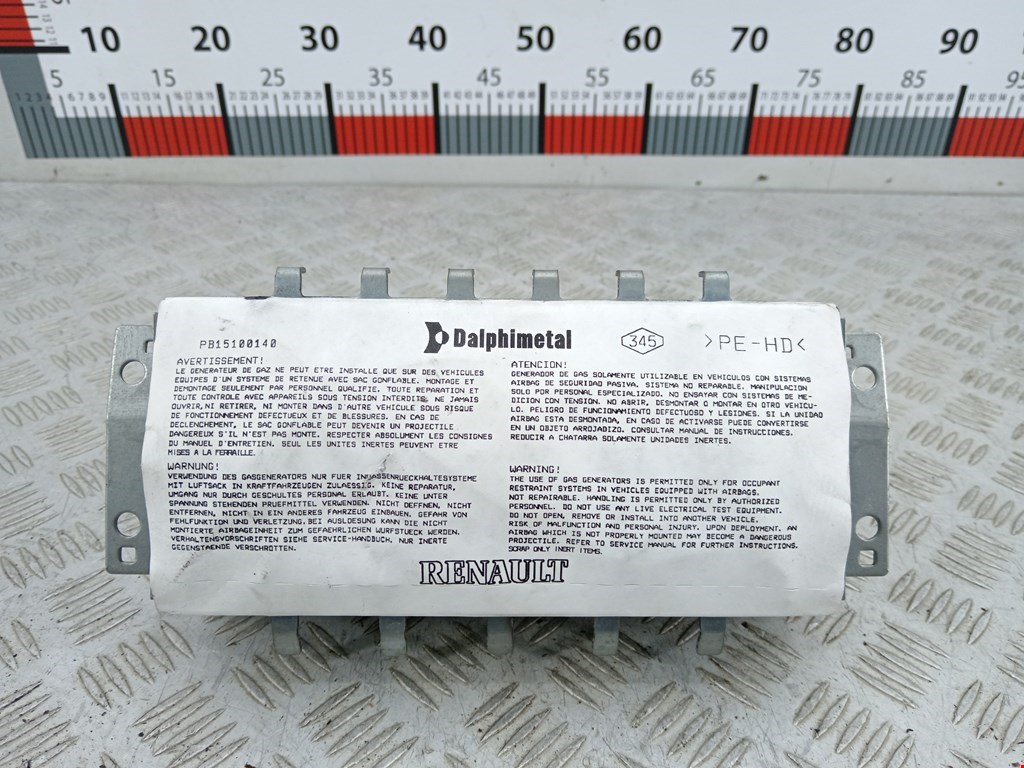 10 20 30 40 50 60 70 80 90
5 15 25 35 45 55 65 75 85 95
PB15100140
Dalphimetal
345
>PE-HD<
AVERTISSEMENT!
LE GENERATEUR DE GAZ NE PEUT ETRE INSTALLE QUE SUR DES VEHICULES
EQUIPES D'UN SYSTEME DE RETENUE AVEC SAC GONFLABLE. MONTAGE ET
DEMONTAGE SEULEMENT PAR PERSONNEL QUALIFIE. TOUTE REPARATION ET
TOUTE CONTROLE AVEC APPAREILS SOUS TENSION INTERDITS, NE JAMAIS
OUVRIR, NI RETIRER, NI MONTER DANS D'AUTRE VEHICULE SOUS RISQUE
DE FONCTIONNEMENT DEFECTUEUX ET DE BLESSURES. EN CAS DE
DECLENCHEMENT, LE SAC GONFLABLE PEUT DEVENIR UN PROJECTILE
DANGEREUX S'IL N'EST PAS MONTE. RESPECTER ABSOLUMENT LES CONSIGNES
DU MANUEL D'ENTRETIEN. SEUL LES UNITES INERTES PEUVENT ETRE
MISES A LA FERRAILLE.
ATENCION!
GENERADOR DE GAS SOLAMENTE UTILIZABLE EN VEHICULOS CON SISTEMAS
AIRBAG DE SEGURIDAD PASIVA. SISTEMA NO REPARABLE. MANIPULACION
SOLO POR PERSONAL ESPECIALIZADO. NO ENSAYAR CON SISTEMAS DE ME-
DICION CON TENSION. NO ABRIR, DESMONTAR O MONTAR EN OTRO VEHICU-
LO. PELIGRO DE FUNCIONAMIENTO DEFECTUOSO Y LESIONES. SI LA UNIDAD
AIRBAG ESTA DESMONTADA, EN CASO DE ACTIVARSE PUEDE CONVERTIRSE
EN UN OBJETO ARROJADIZO. CONSULTAR MANUAL DE INSTRUCCIONES.
REDUCIR A CHATARRA SOLAMENTE UNIDADES INERTES.
WARNUNG!
VERWENDUNG DES GASGENERATORS NUR FUER INSASSENRUECKHALTESYSTEME
MIT LUFTSACK IN KRAFTFAHRZEUGEN ZULAESSIG. KEINE REPARATUR,
UMGANG NUR DURCH GESCHULTES PERSONAL ERLAUBT. KEINE UNTER
SPANNUNG STEHENDEN PRUEFMITTEL VERWENDEN. NICHT OEFFNEN, NICHT
ENTFERNEN, NICHT IN EIN ANDERES FAHRZEUG EINBAUEN. GEFAHR VON
FEHLFUNKTION UND VERLETZUNG. BEI AUSLOESUNG KANN DIE NICHT
MONTIERTE AIRBAGEINHEIT ZUM GEFAEHRLICHEN WURFSTUECK WERDEN.
VERHALTENSVORSCHRIFTEN SIEHE SERVICE-HANDBUCH. NUR INERTE
GEGENSTAENDE VERSCHROTTEN.
WARNING!
THE USE OF GAS GENERATORS IS PERMITTED ONLY FOR OCCUPANT
RESTRAINT SYSTEMS IN VEHICLES EQUIPPED WITH AIRBAGS.
NOT REPAIRABLE. HANDLING IS PERMITTED ONLY BY AUTHORIZED
PERSONNEL. DO NOT USE ANY LIVE ELECTRICAL TEST EQUIPMENT.
DO NOT OPEN, REMOVE OR INSTALL INTO ANOTHER VEHICLE.
RISK OF MALFUNCTION AND PERSONAL INJURY. UPON DEPLOYMENT, AN
AIRBAG WHICH IS NOT PROPERLY MOUNTED MAY BECOME A DANGEROUS
PROJECTILE. REFER TO SERVICE MANUAL FOR FURTHER INSTRUCTIONS.
SCRAP ONLY INERT ITEMS.
RENAULT